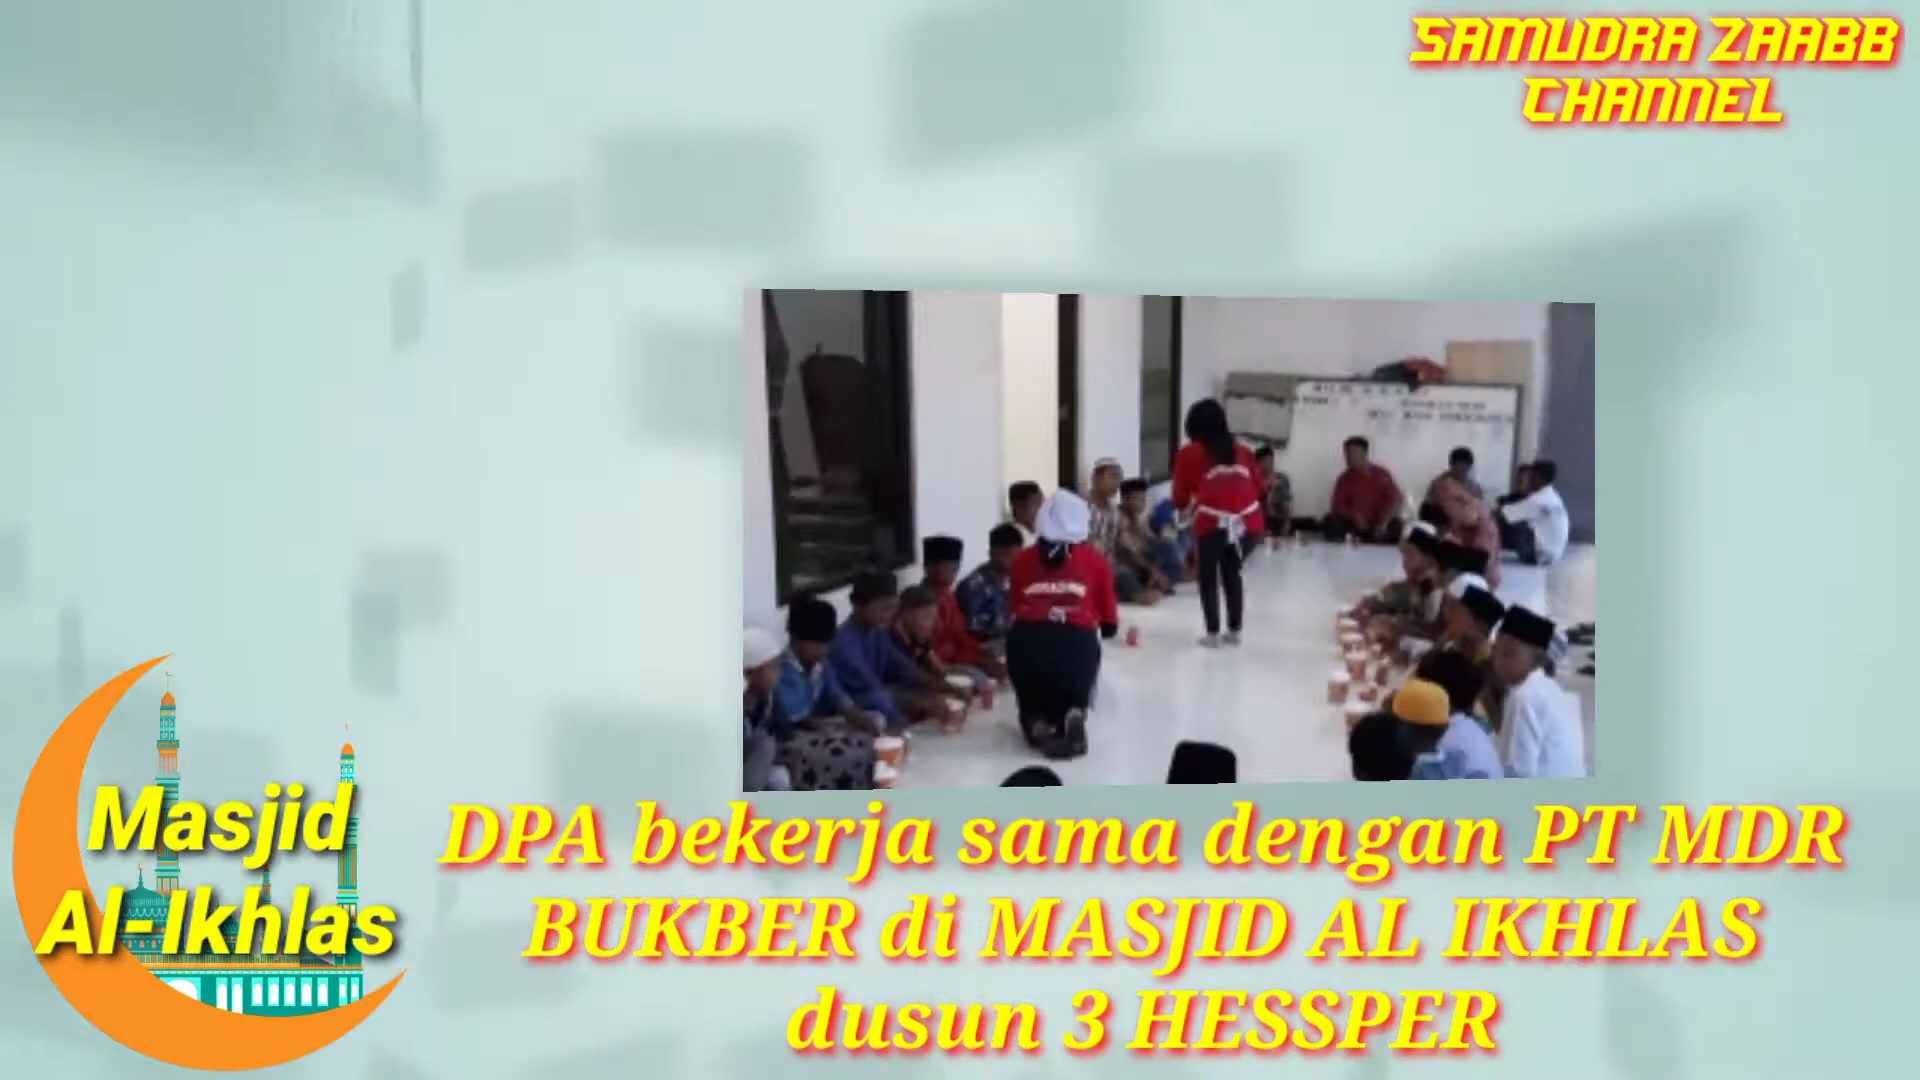 SAMUDRA ZAABB
CHANNEL
Masjid
Al-Ikhlas
DPA bekerja sama dengan PT MDR
BUKBER di MASJID AL IKHLAS
dusun 3 HESSPER